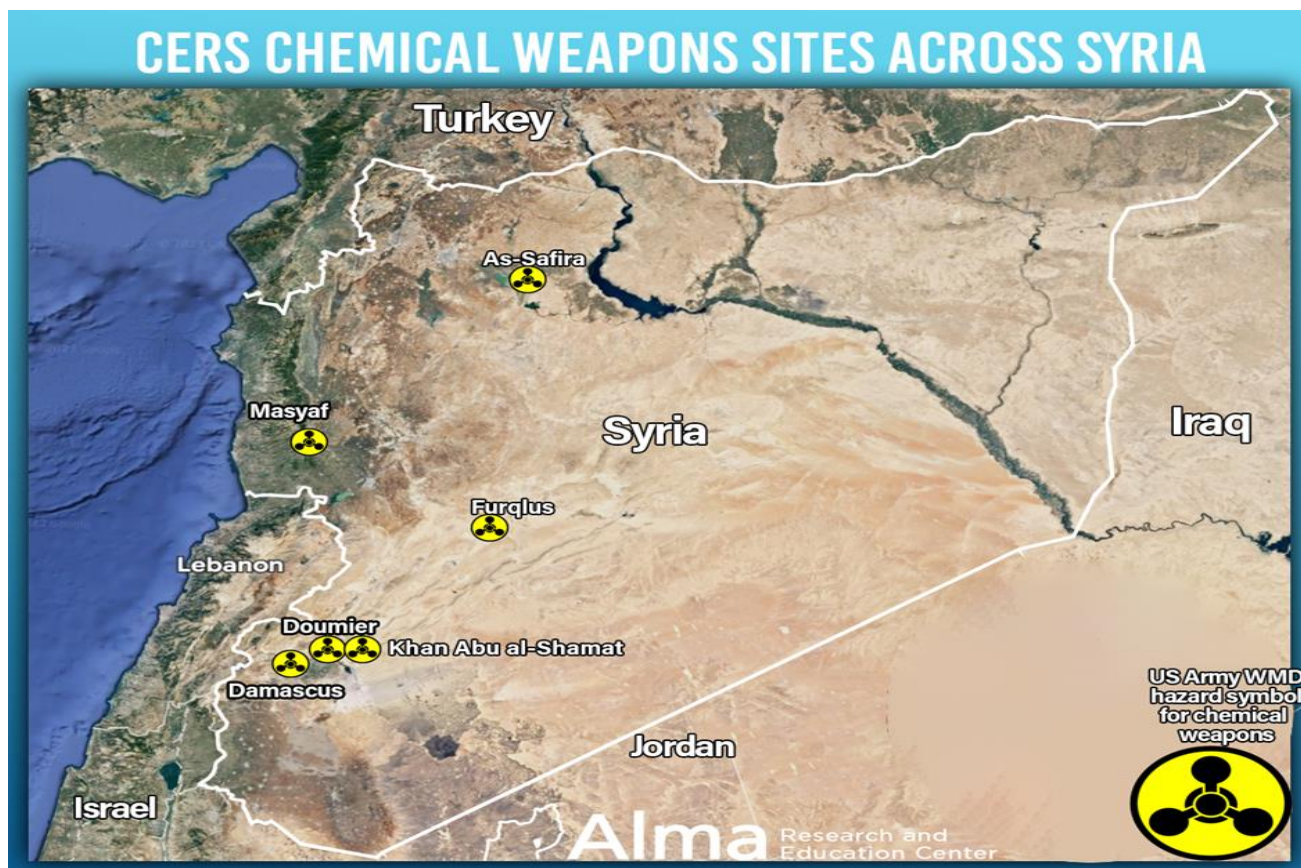 CERS CHEMICAL WEAPONS SITES ACROSS SYRIA
Turkey
As-Safira
Masyaf
Syria
Iraq
Furqlus
Lebanon
Doumier
Khan Abu al-Shamat
Damascus
US Army WMD
hazard symbol
for chemical
weapons
Jordan
Israel
Alma Research and
Education Center